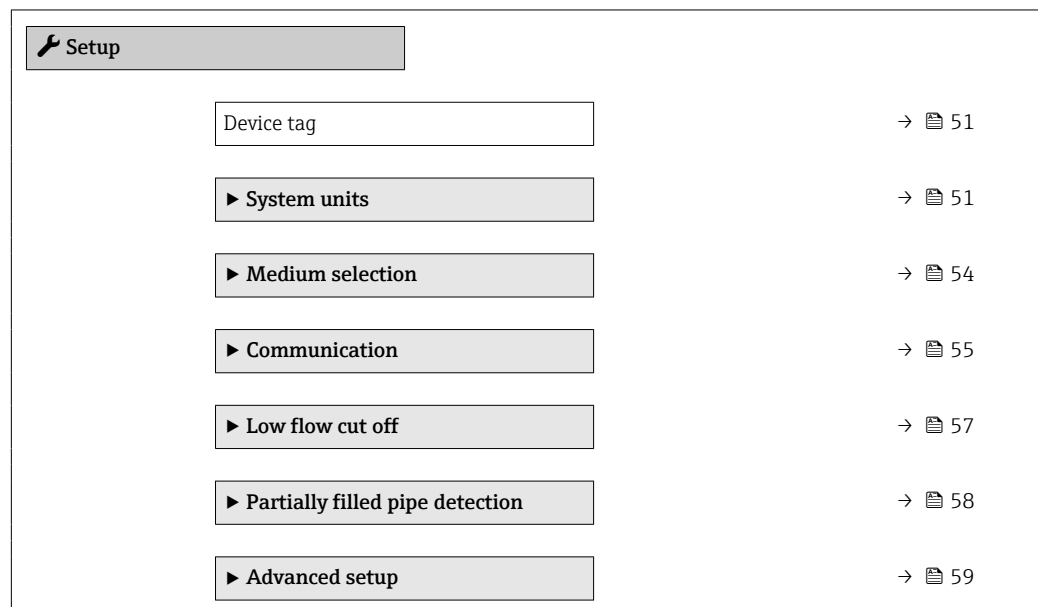 Setup
Device tag → 51
▶ System units → 51
▶ Medium selection → 54
▶ Communication → 55
▶ Low flow cut off → 57
▶ Partially filled pipe detection → 58
▶ Advanced setup → 59